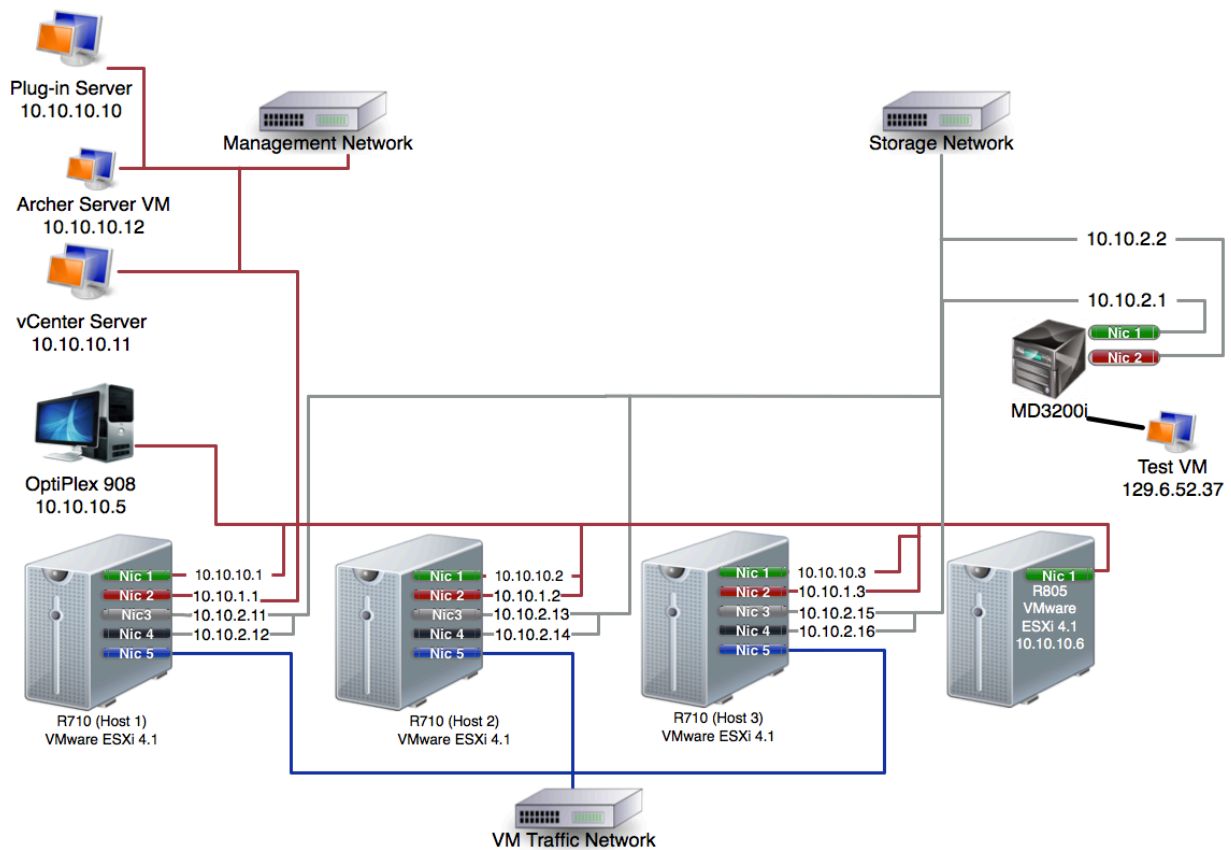 Plug-in Server
10.10.10.10
Management Network
Storage Network
Archer Server VM
10.10.10.12
10.10.2.2
vCenter Server
10.10.10.11
10.10.2.1
Nic 1
Nic 2
MD3200i
OptiPlex 908
10.10.10.5
Test VM
129.6.52.37
Nic 1
10.10.10.1
Nic 2
10.10.1.1
Nic3
10.10.2.11
Nic 4
10.10.2.12
Nic 5
R710 (Host 1)
VMware ESXi 4.1
Nic 1
10.10.10.2
Nic 2
10.10.1.2
Nic3
10.10.2.13
Nic 4
10.10.2.14
Nic 5
R710 (Host 2)
VMware ESXi 4.1
Nic 1
10.10.10.3
Nic 2
10.10.1.3
Nic 3
10.10.2.15
Nic 4
10.10.2.16
Nic 5
R710 (Host 3)
VMware ESXi 4.1
Nic 1
R805
VMware
ESXi 4.1
10.10.10.6
VM Traffic Network